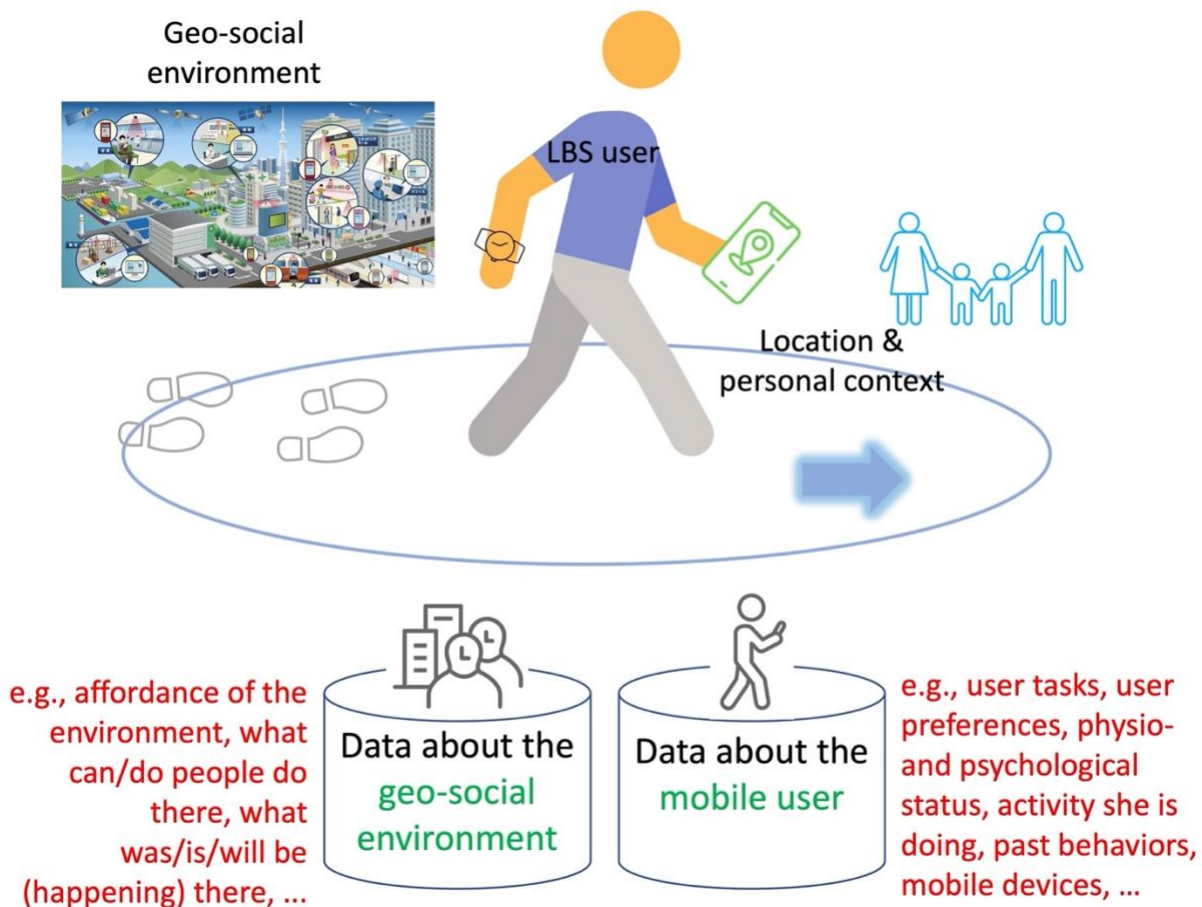 Geo-social
environment
LBS user
Location &
personal context
e.g., affordance of the
environment, what
can/do people do
there, what
was/is/will be
(happening) there, ...
Data about the
geo-social
environment
Data about the
mobile user
e.g., user tasks, user
preferences, physio-
and psychological
status, activity she is
doing, past behaviors,
mobile devices, ...